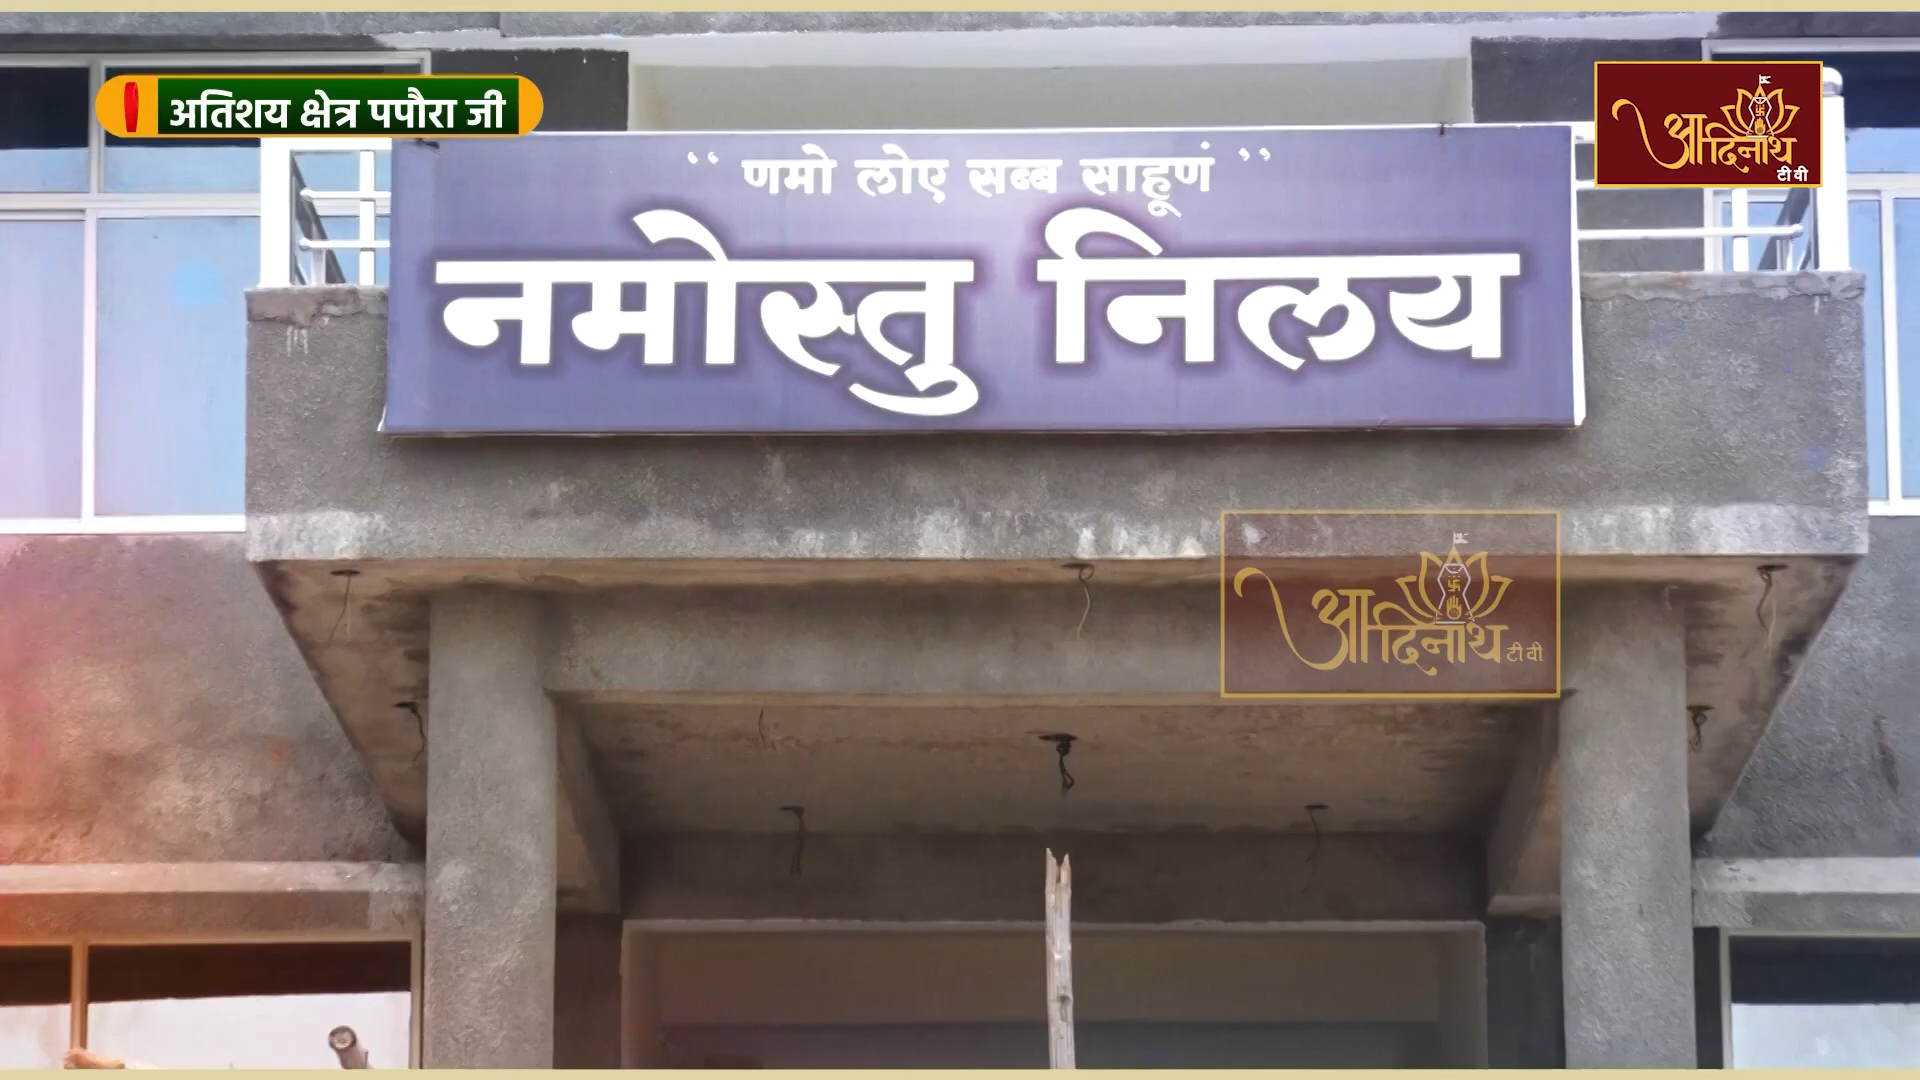 अतिशय क्षेत्र पपौरा जी
आदिनाथ
टी वी
“ णमो लोए सब्ब साहूणं ”
नमोस्तु निलय
आदिनाथ टी वी